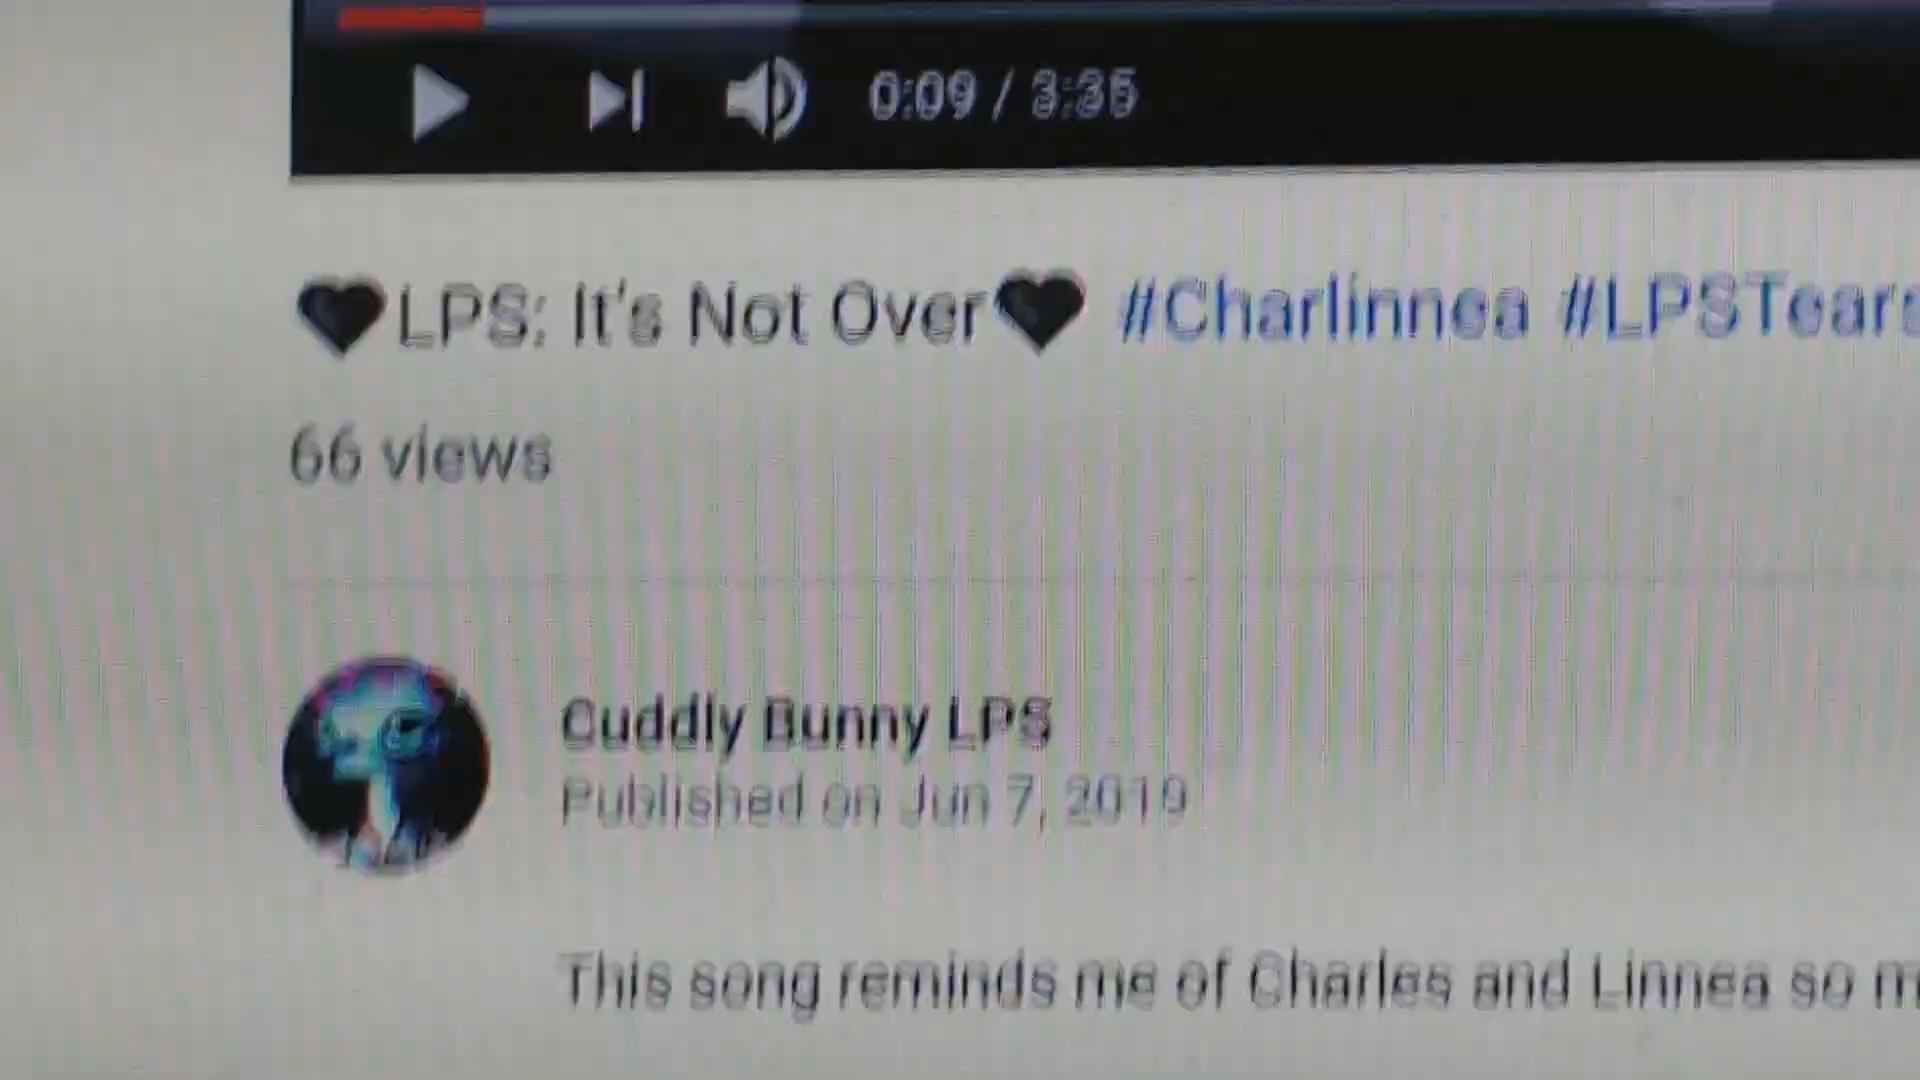 0:09 / 3:35
🖤LPS: It's Not Over🖤 #Charlinnea #LPSTears
66 views
Cuddly Bunny LPS
Published on Jun 7, 2019
This song reminds me of Charles and Linnea so m